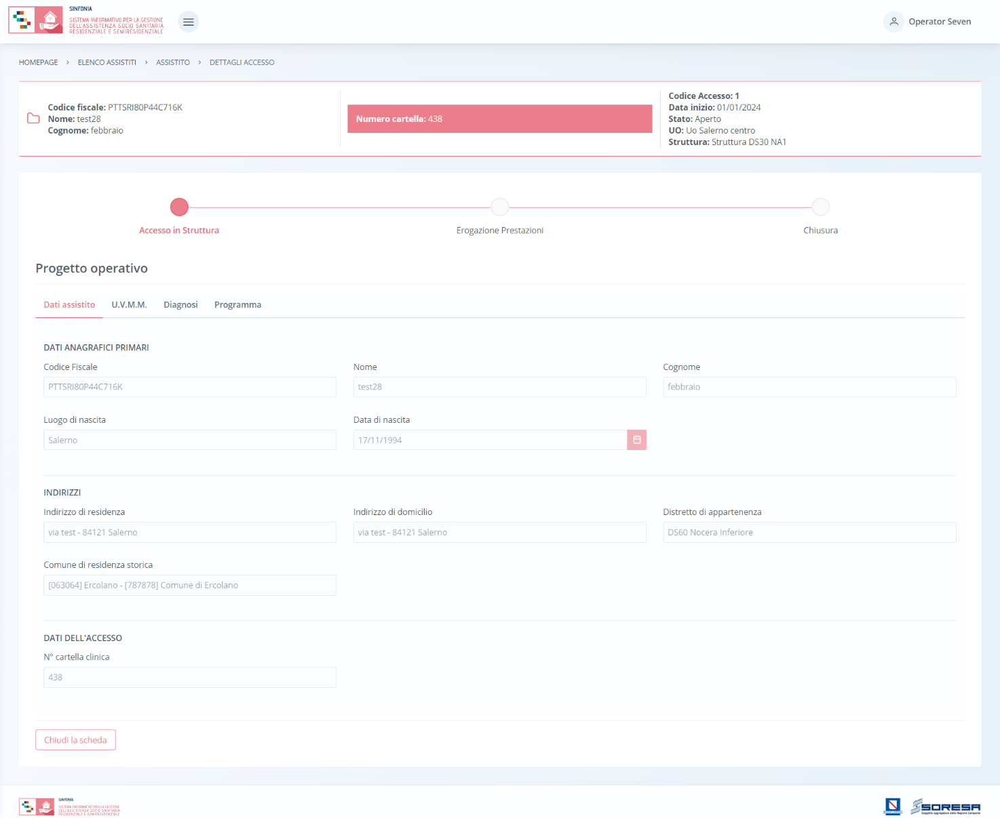 SINFONIA
SISTEMA INFORMATIVO PER LA GESTIONE
DELL'ASSISTENZA SOCIO SANITARIA
RESIDENZIALE E SEMIRESIDENZIALE
Operator Seven
HOMEPAGE > ELENCO ASSISTITI > ASSISTITO > DETTAGLI ACCESSO
Codice fiscale: PTTSRI80P44C716K
Nome: test28
Cognome: febbraio
Numero cartella: 438
Codice Accesso: 1
Data inizio: 01/01/2024
Stato: Aperto
UO: Uo Salerno centro
Struttura: Struttura DS30 NA1
Accesso in Struttura
Erogazione Prestazioni
Chiusura
Progetto operativo
Dati assistito U.V.M.M. Diagnosi Programma
DATI ANAGRAFICI PRIMARI
Codice Fiscale Nome Cognome
PTTSRI80P44C716K test28 febbraio
Luogo di nascita Data di nascita
Salerno 17/11/1994
INDIRIZZI
Indirizzo di residenza Indirizzo di domicilio Distretto di appartenenza
via test - 84121 Salerno via test - 84121 Salerno DS60 Nocera Inferiore
Comune di residenza storica
[063064] Ercolano - [787878] Comune di Ercolano
DATI DELL'ACCESSO
N° cartella clinica
438
Chiudi la scheda
SINFONIA
SISTEMA INFORMATIVO PER LA GESTIONE
DELL'ASSISTENZA SOCIO SANITARIA
RESIDENZIALE E SEMIRESIDENZIALE
SORESA
Soggetto aggregatore della Regione Campania